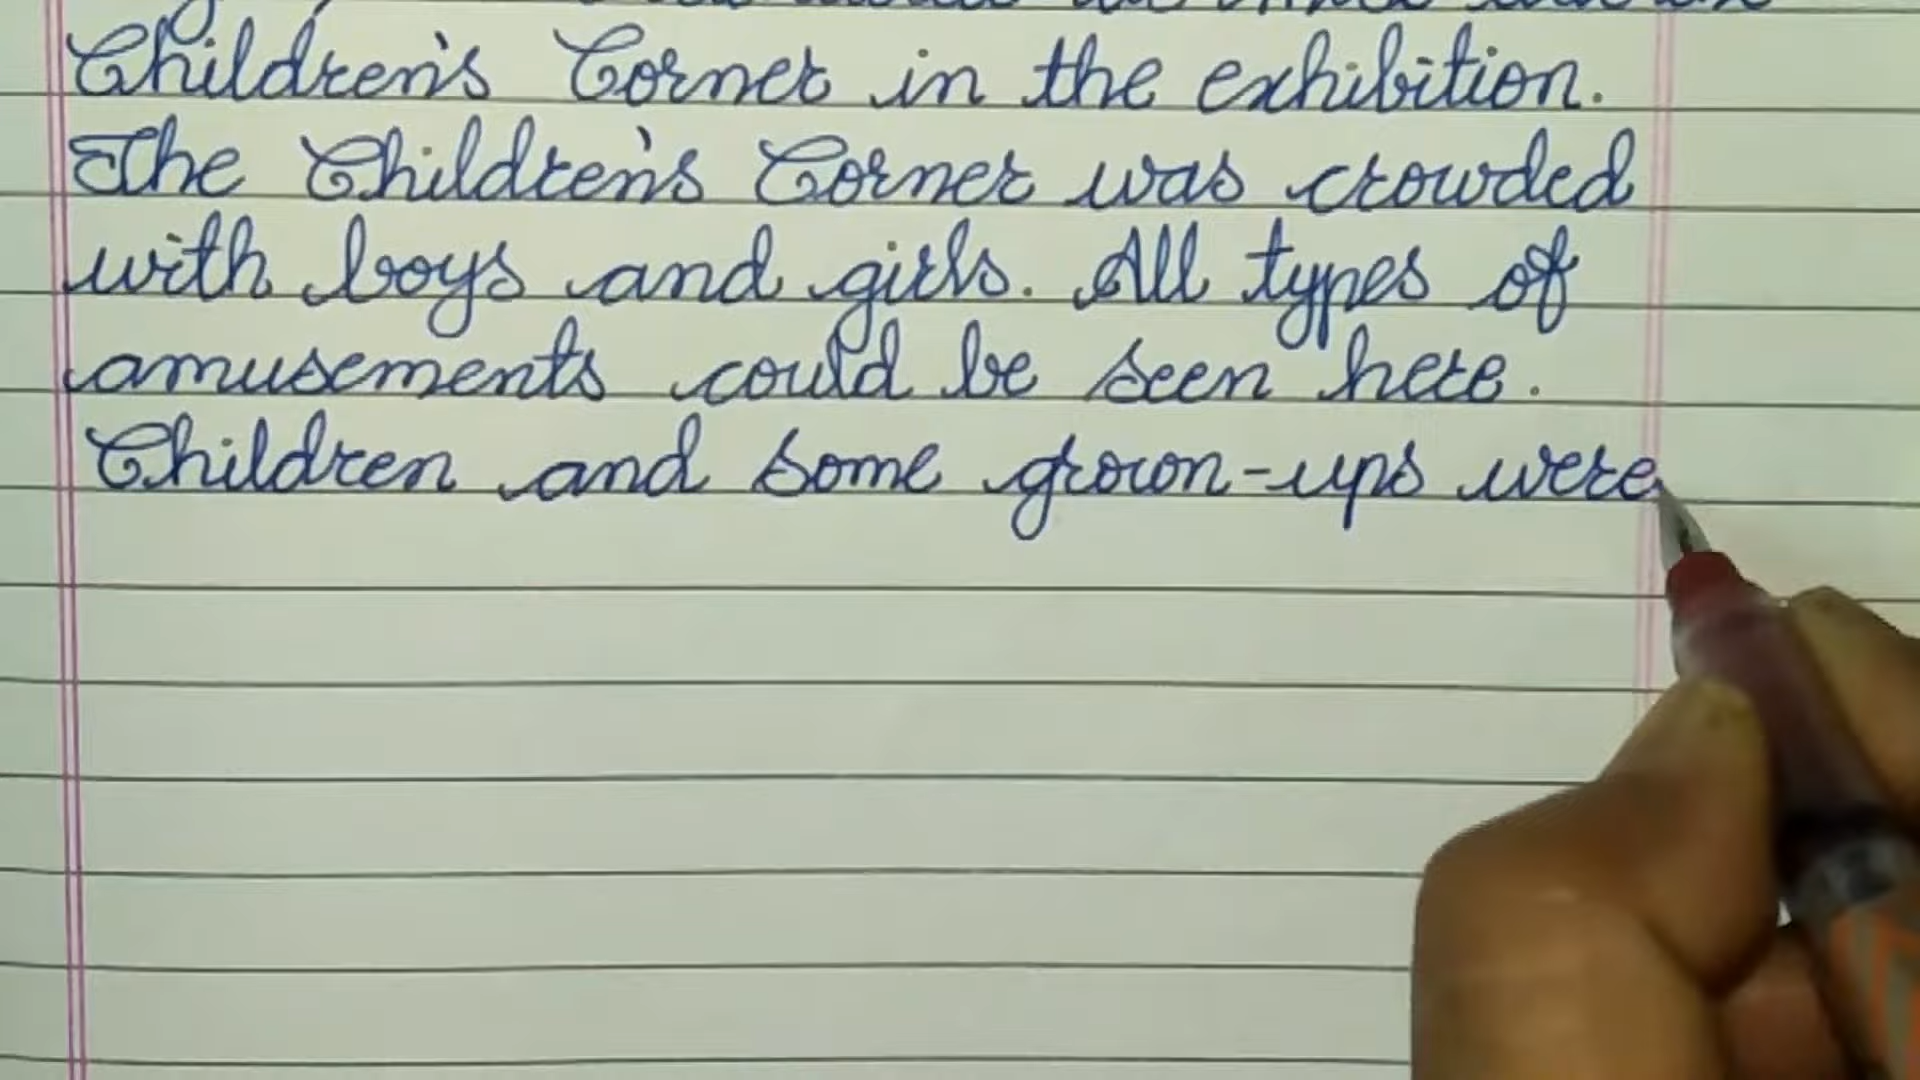 Children's Corner in the exhibition.
The Children's Corner was crowded
with boys and girls. All types of
amusements could be seen here.
Children and some grown-ups were